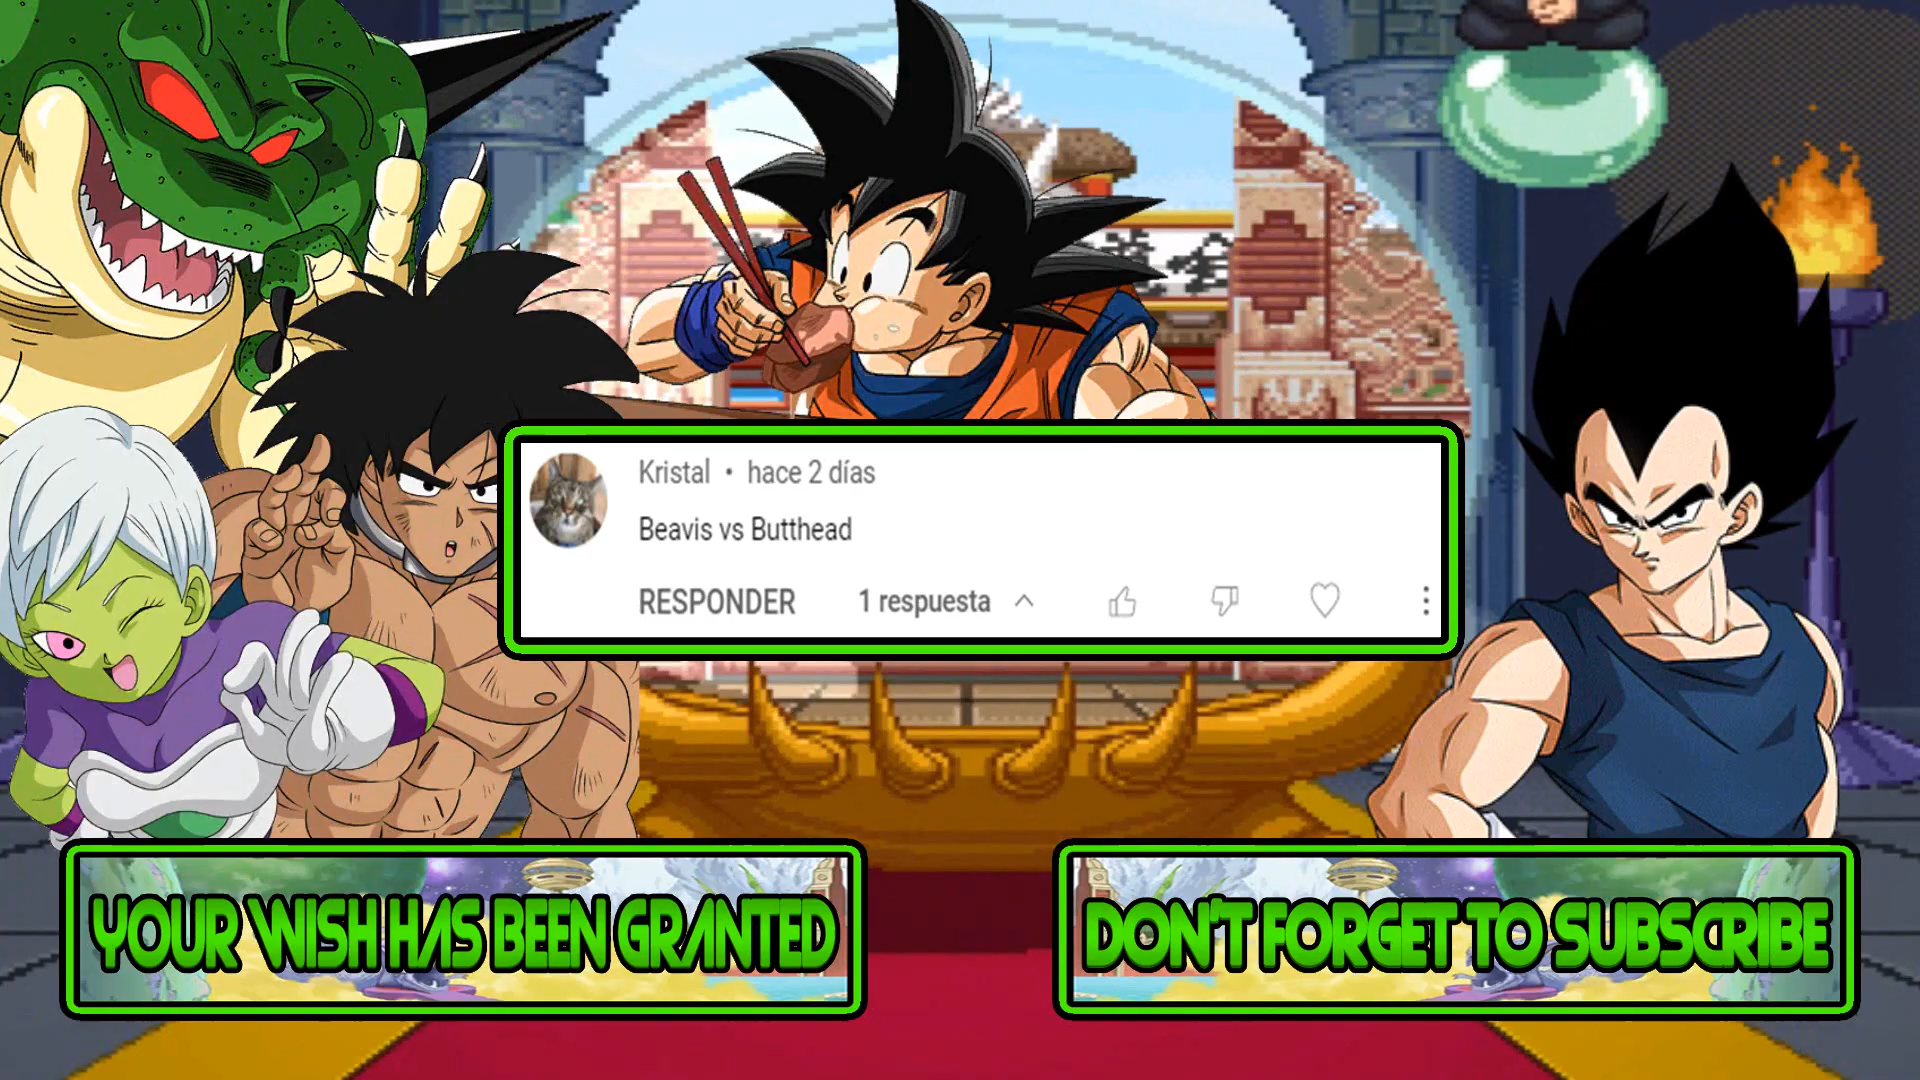 Kristal • hace 2 días
Beavis vs Butthead
RESPONDER 1 respuesta
YOUR WISH HAS BEEN GRANTED
DON'T FORGET TO SUBSCRIBE